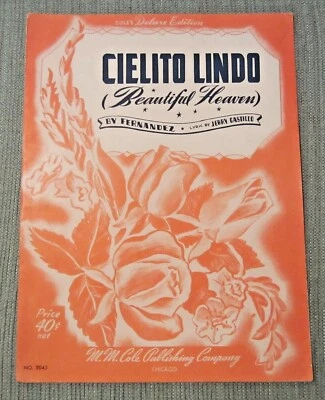 COLE'S Deluxe Edition
CIELITO LINDO
(Beautiful Heaven)
BY FERNANDEZ • LYRIC BY JERRY CASTILLO
Price
40¢
NET
M.M. Cole Publishing Company
CHICAGO
NO. 3041